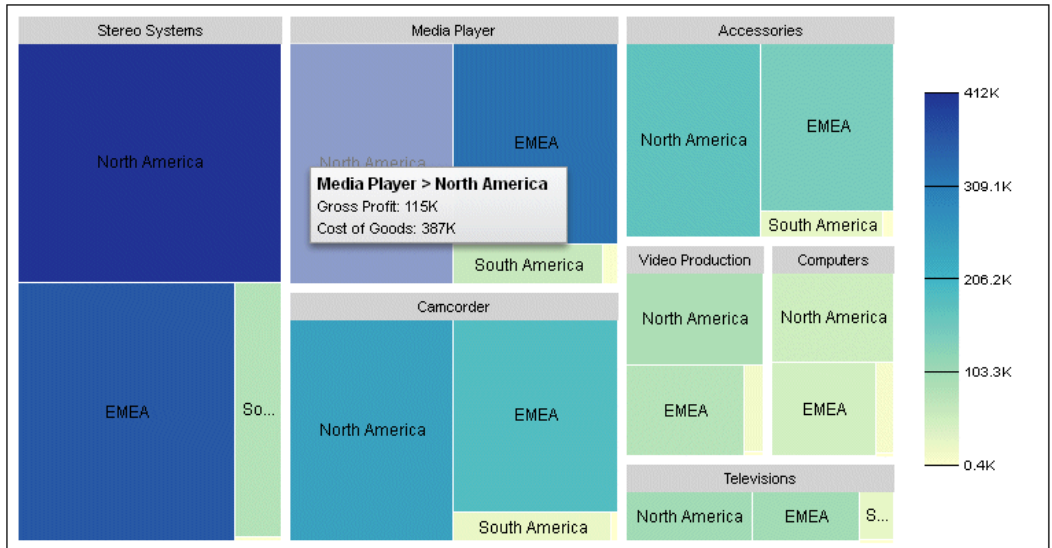 Stereo Systems
North America
EMEA
So...
Media Player
North America
EMEA
South America
Media Player > North America
Gross Profit: 115K
Cost of Goods: 387K
Camcorder
North America
EMEA
South America
Accessories
North America
EMEA
South America
Video Production
North America
EMEA
Computers
North America
EMEA
Televisions
North America
EMEA
S...
412K
309.1K
206.2K
103.3K
0.4K